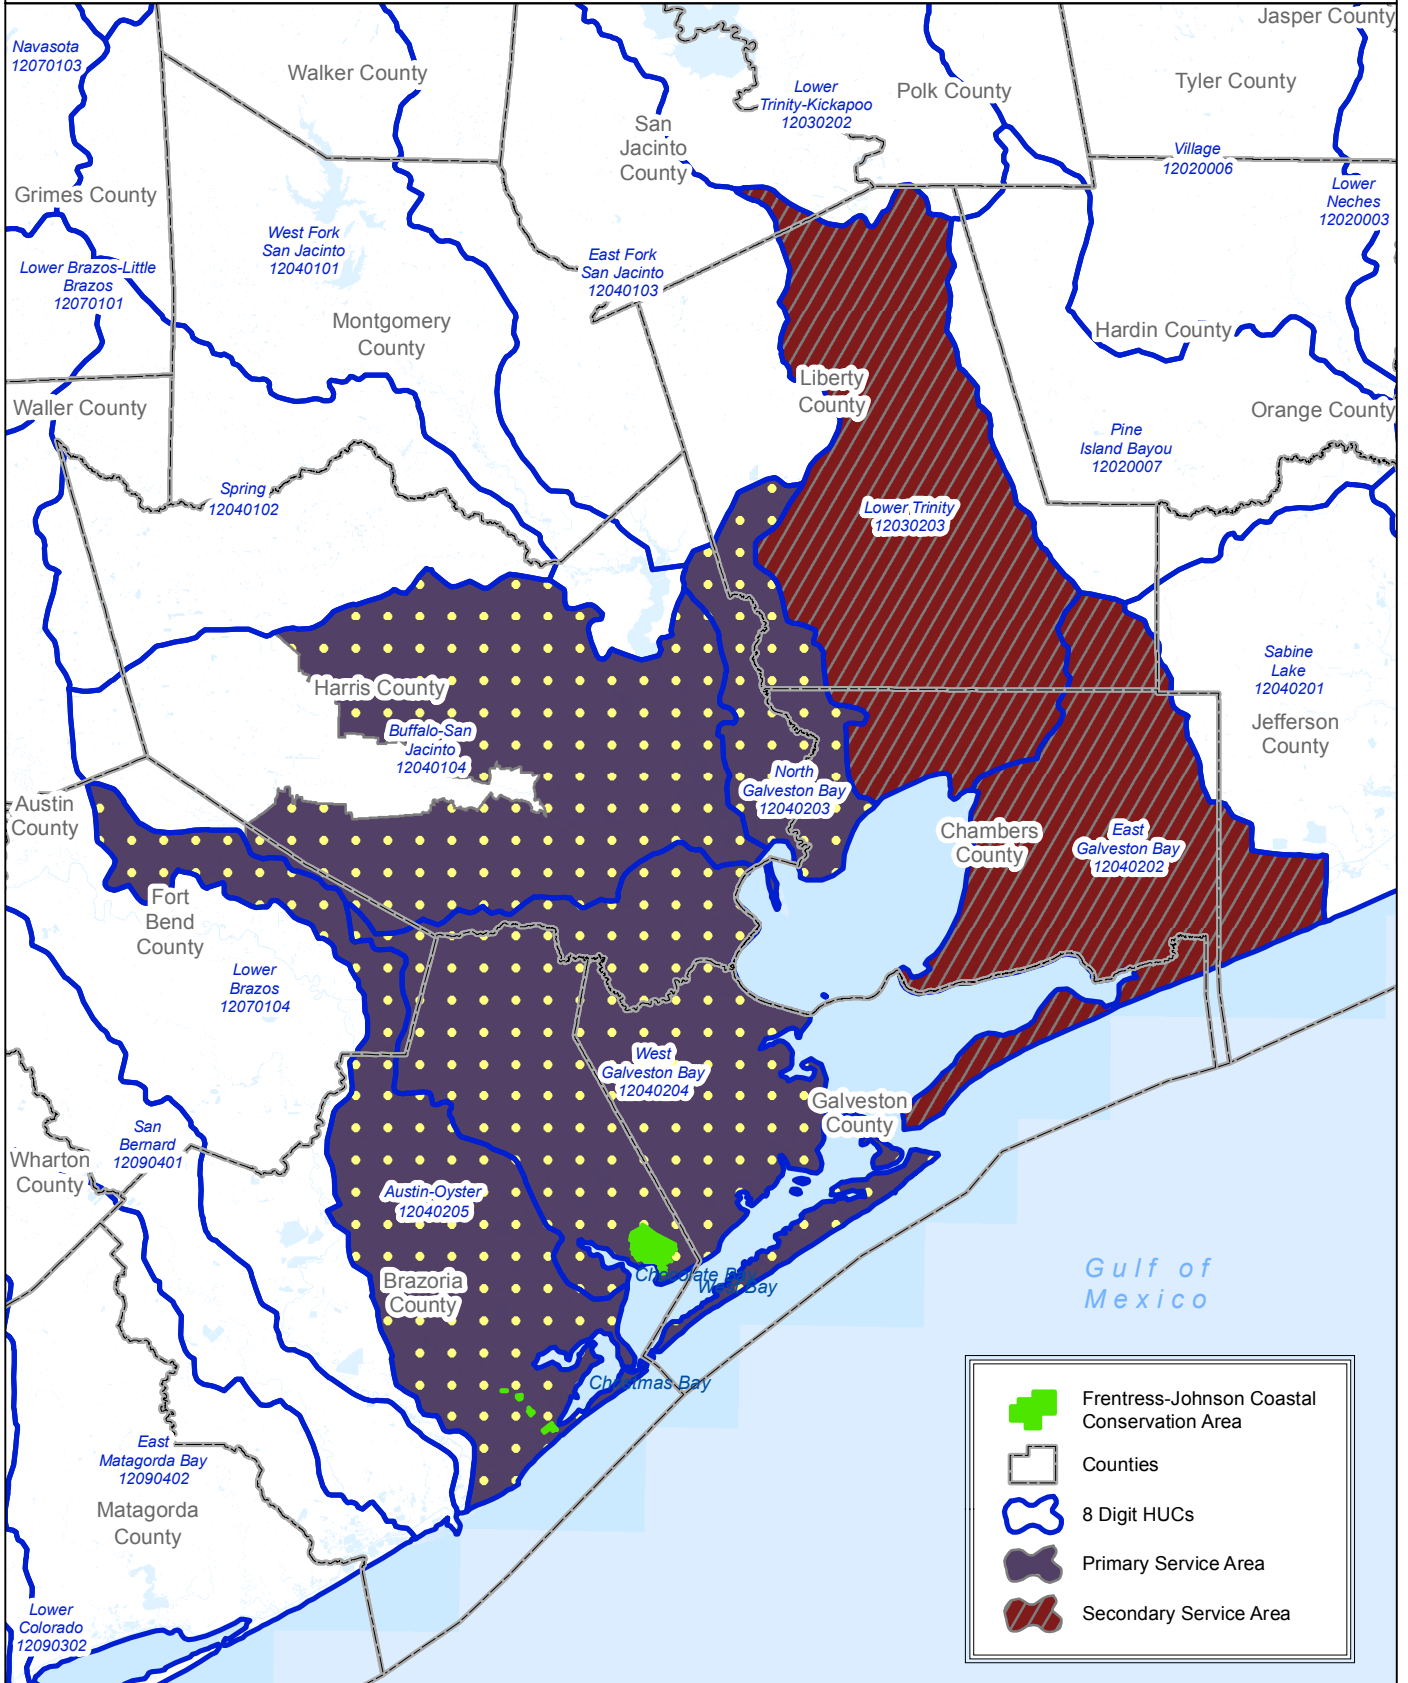 Jasper County
Navasota
12070103
Walker County
Lower
Trinity-Kickapoo
12030202
Polk County
Tyler County
San
Jacinto
County
Village
12020006
Grimes County
Lower
Neches
12020003
West Fork
San Jacinto
12040101
Lower Brazos-Little
Brazos
12070101
East Fork
San Jacinto
12040103
Montgomery
County
Hardin County
Liberty
County
Waller County
Orange County
Pine
Island Bayou
12020007
Spring
12040102
Lower Trinity
12030203
Sabine
Lake
12040201
Harris County
Jefferson
County
Buffalo-San
Jacinto
12040104
North
Galveston Bay
12040203
Austin
County
Chambers
County
East
Galveston Bay
12040202
Fort
Bend
County
Lower
Brazos
12070104
West
Galveston Bay
12040204
Galveston
County
San
Bernard
12090401
Wharton
County
Austin-Oyster
12040205
Brazoria
County
Chocolate Bay
West Bay
Gulf of
Mexico
Christmas Bay
East
Matagorda Bay
12090402
Matagorda
County
Lower
Colorado
12090302
Frentress-Johnson Coastal
Conservation Area
Counties
8 Digit HUCs
Primary Service Area
Secondary Service Area